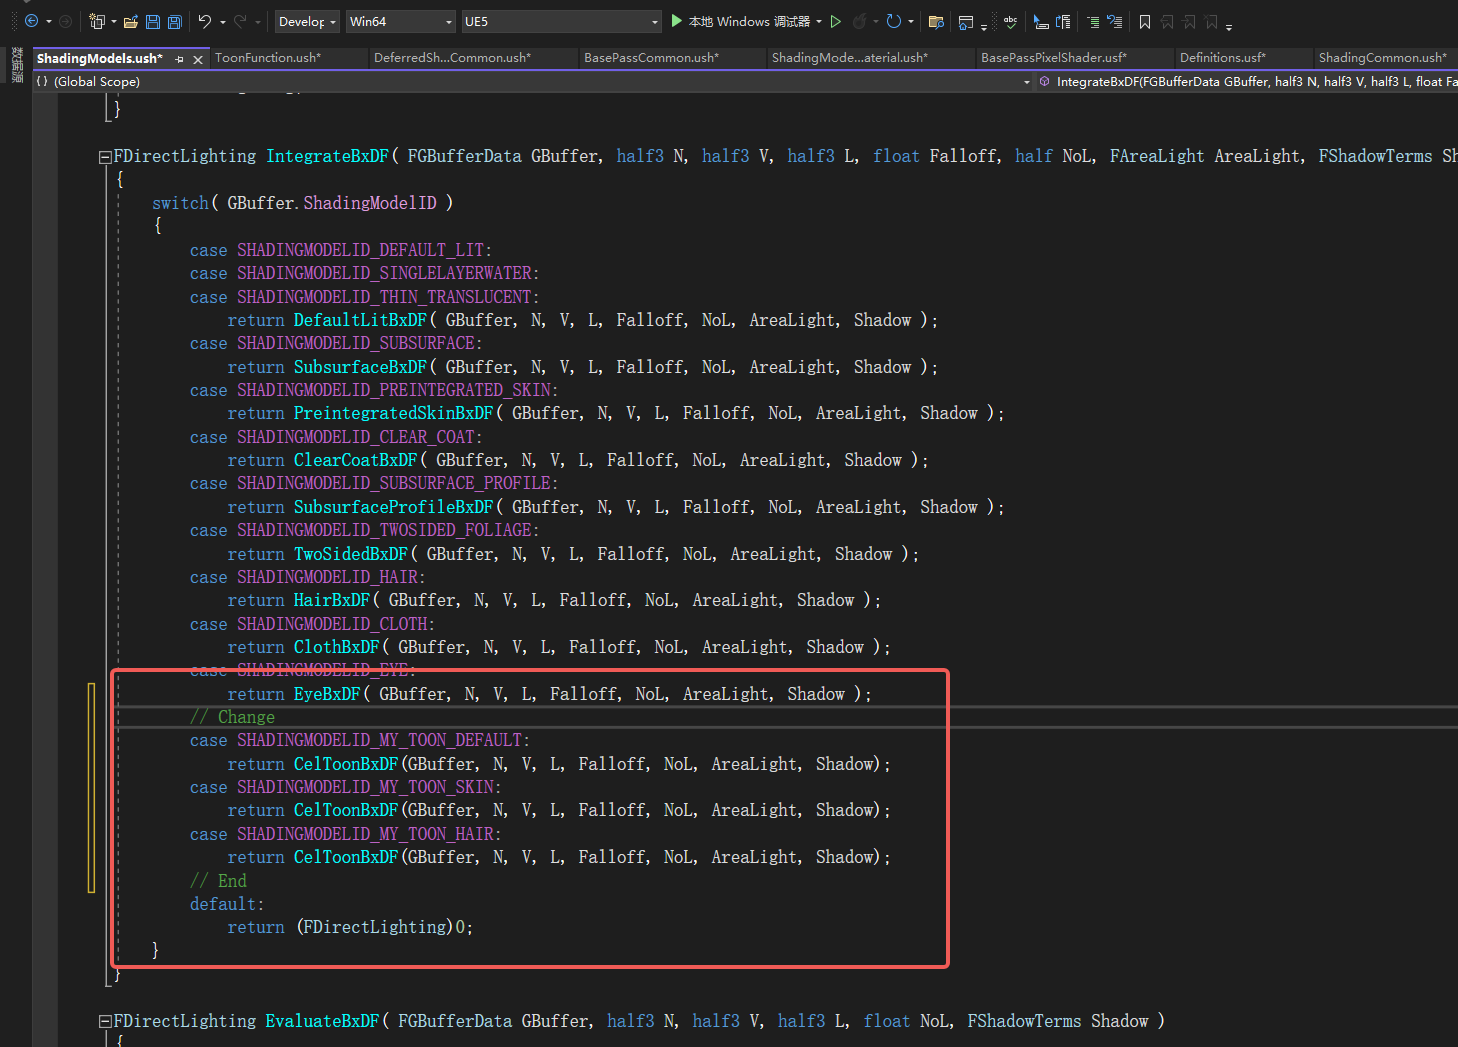 Develop Win64 UE5 本地 Windows 调试器
数据源
ShadingModels.ush* ToonFunction.ush* DeferredSh...Common.ush* BasePassCommon.ush* ShadingMode...aterial.ush* BasePassPixelShader.usf* Definitions.usf* ShadingCommon.ush*
(Global Scope) IntegrateBxDF(FGBufferData GBuffer, half3 N, half3 V, half3 L, float Fa
}
FDirectLighting IntegrateBxDF( FGBufferData GBuffer, half3 N, half3 V, half3 L, float Falloff, half NoL, FAreaLight AreaLight, FShadowTerms Sh
{
switch( GBuffer.ShadingModelID )
{
case SHADINGMODELID_DEFAULT_LIT:
case SHADINGMODELID_SINGLELAYERWATER:
case SHADINGMODELID_THIN_TRANSLUCENT:
return DefaultLitBxDF( GBuffer, N, V, L, Falloff, NoL, AreaLight, Shadow );
case SHADINGMODELID_SUBSURFACE:
return SubsurfaceBxDF( GBuffer, N, V, L, Falloff, NoL, AreaLight, Shadow );
case SHADINGMODELID_PREINTEGRATED_SKIN:
return PreintegratedSkinBxDF( GBuffer, N, V, L, Falloff, NoL, AreaLight, Shadow );
case SHADINGMODELID_CLEAR_COAT:
return ClearCoatBxDF( GBuffer, N, V, L, Falloff, NoL, AreaLight, Shadow );
case SHADINGMODELID_SUBSURFACE_PROFILE:
return SubsurfaceProfileBxDF( GBuffer, N, V, L, Falloff, NoL, AreaLight, Shadow );
case SHADINGMODELID_TWOSIDED_FOLIAGE:
return TwoSidedBxDF( GBuffer, N, V, L, Falloff, NoL, AreaLight, Shadow );
case SHADINGMODELID_HAIR:
return HairBxDF( GBuffer, N, V, L, Falloff, NoL, AreaLight, Shadow );
case SHADINGMODELID_CLOTH:
return ClothBxDF( GBuffer, N, V, L, Falloff, NoL, AreaLight, Shadow );
case SHADINGMODELID_EYE:
return EyeBxDF( GBuffer, N, V, L, Falloff, NoL, AreaLight, Shadow );
// Change
case SHADINGMODELID_MY_TOON_DEFAULT:
return CelToonBxDF(GBuffer, N, V, L, Falloff, NoL, AreaLight, Shadow);
case SHADINGMODELID_MY_TOON_SKIN:
return CelToonBxDF(GBuffer, N, V, L, Falloff, NoL, AreaLight, Shadow);
case SHADINGMODELID_MY_TOON_HAIR:
return CelToonBxDF(GBuffer, N, V, L, Falloff, NoL, AreaLight, Shadow);
// End
default:
return (FDirectLighting)0;
}
}
FDirectLighting EvaluateBxDF( FGBufferData GBuffer, half3 N, half3 V, half3 L, float NoL, FShadowTerms Shadow )
{